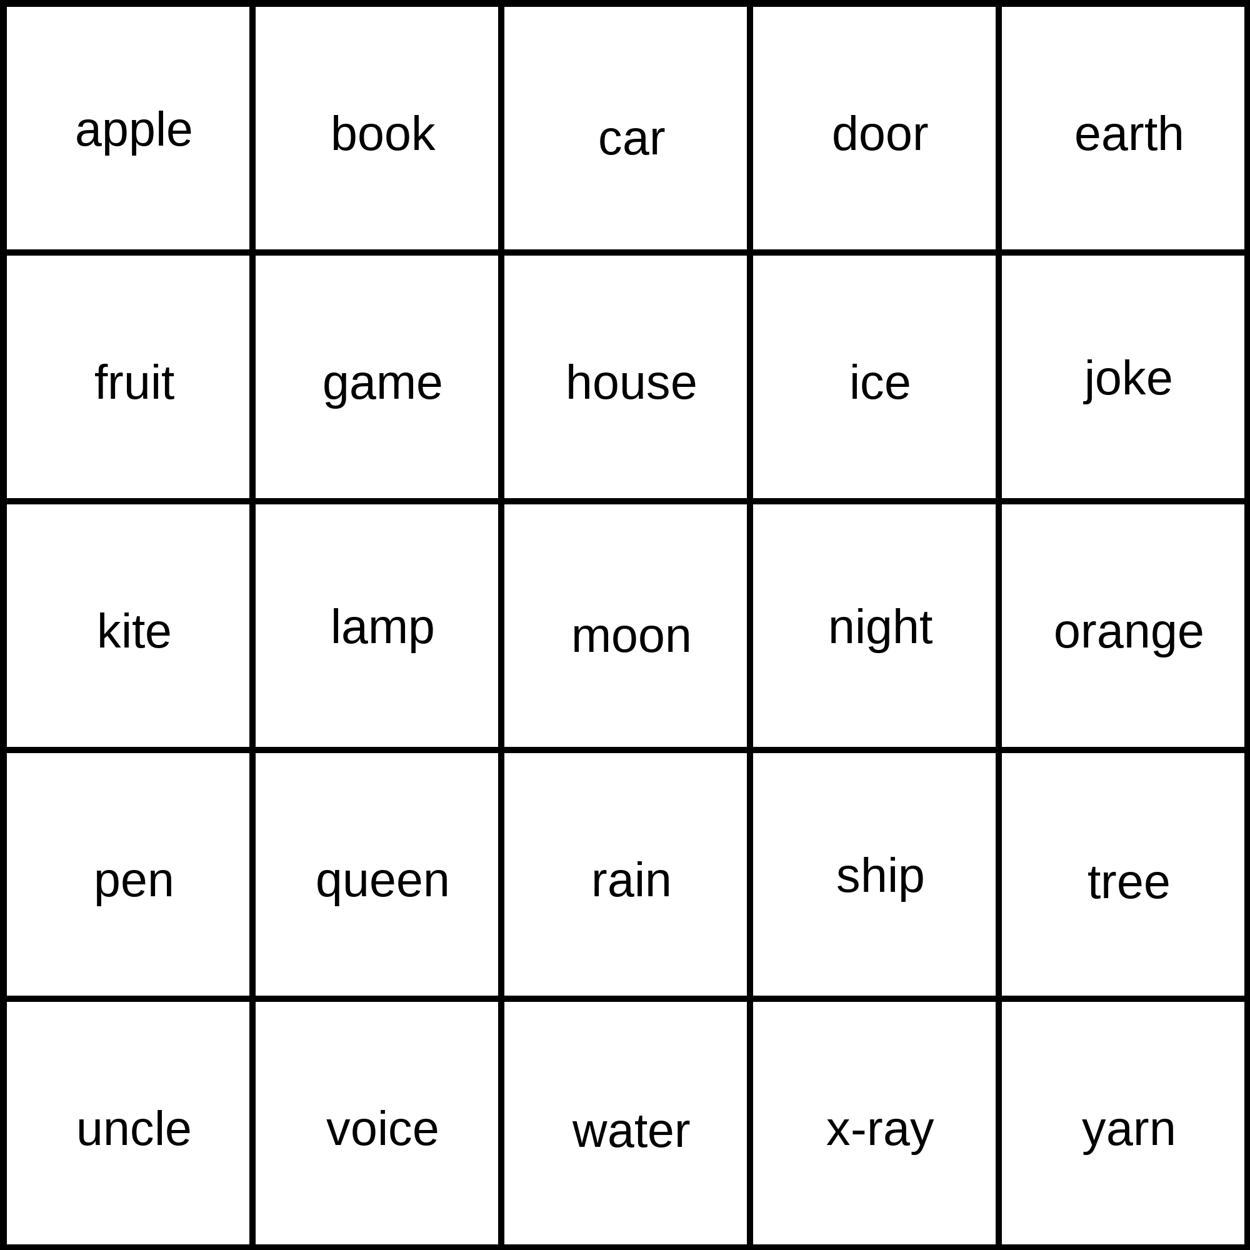 apple book car door earth
fruit game house ice joke
kite lamp moon night orange
pen queen rain ship tree
uncle voice water x-ray yarn